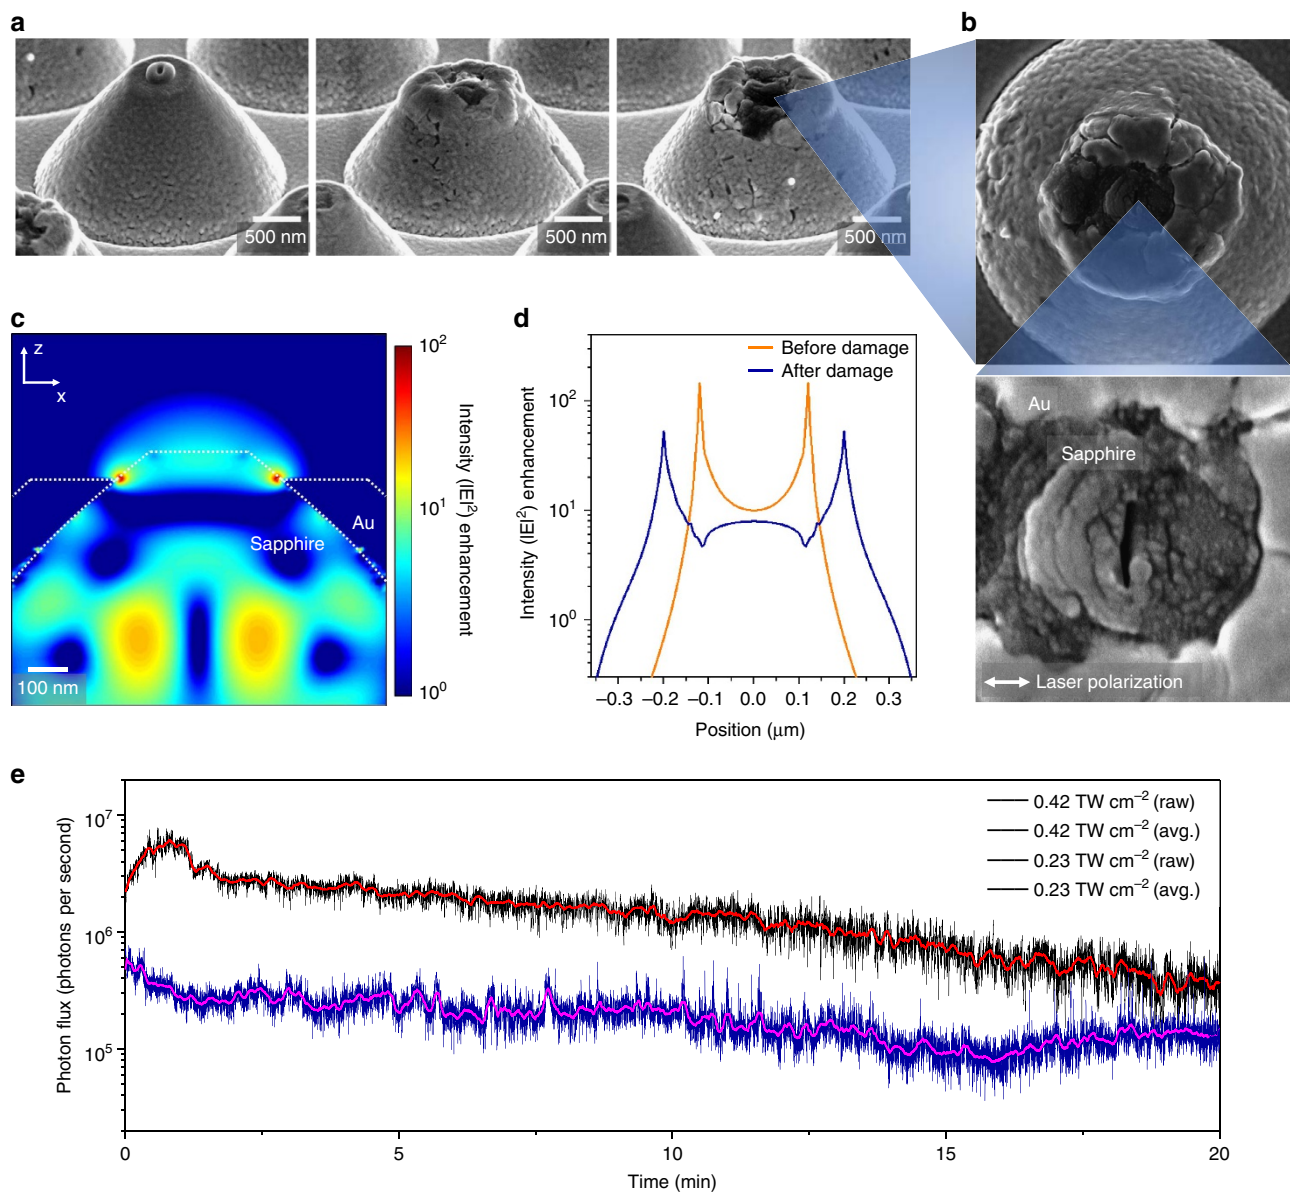 a
b
500 nm
500 nm
500 nm
c
z
x
Au
Sapphire
100 nm
10²
10¹
10⁰
Intensity (|E|²) enhancement
d
Before damage
After damage
10²
10¹
10⁰
Intensity (|E|²) enhancement
−0.3 −0.2 −0.1 0.0 0.1 0.2 0.3
Position (μm)
Au
Sapphire
Laser polarization
e
Photon flux (photons per second)
10⁷
10⁶
10⁵
0.42 TW cm⁻² (raw)
0.42 TW cm⁻² (avg.)
0.23 TW cm⁻² (raw)
0.23 TW cm⁻² (avg.)
0 5 10 15 20
Time (min)